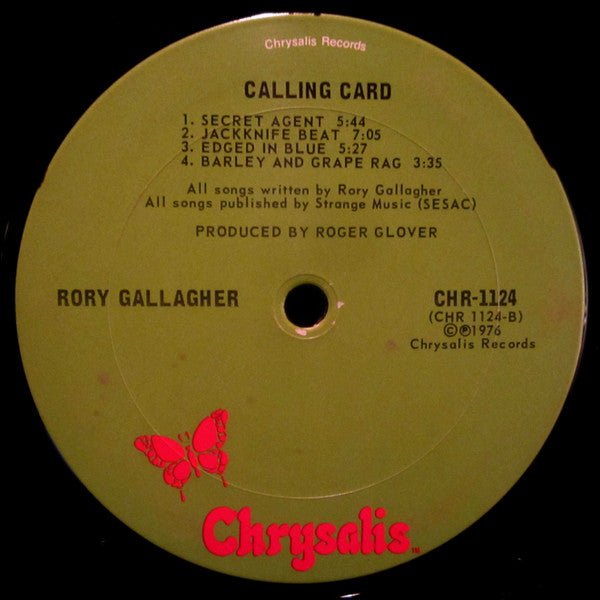 Chrysalis Records
CALLING CARD
1. SECRET AGENT 5:44
2. JACKKNIFE BEAT 7:05
3. EDGED IN BLUE 5:27
4. BARLEY AND GRAPE RAG 3:35
All songs written by Rory Gallagher
All songs published by Strange Music (SESAC)
PRODUCED BY ROGER GLOVER
RORY GALLAGHER
CHR-1124
(CHR 1124-B)
©℗1976
Chrysalis Records
Chrysalis™